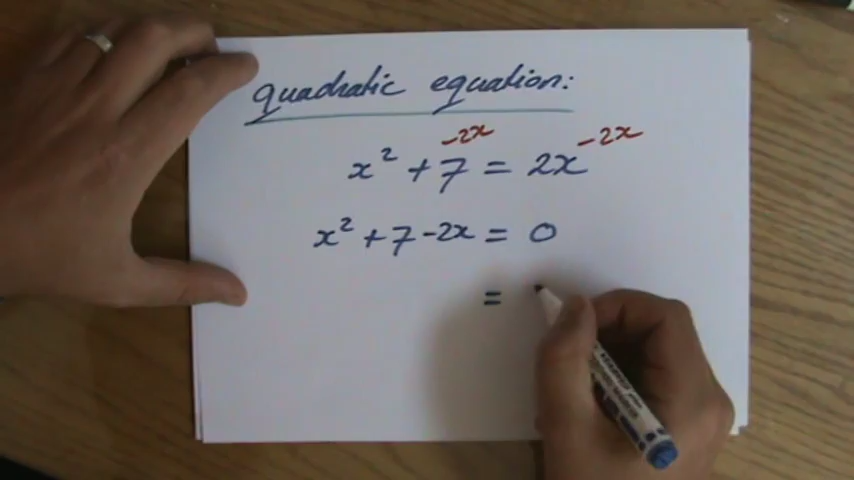 quadratic equation:
-2x -2x
x² + 7 = 2x
x² + 7 - 2x = 0
=